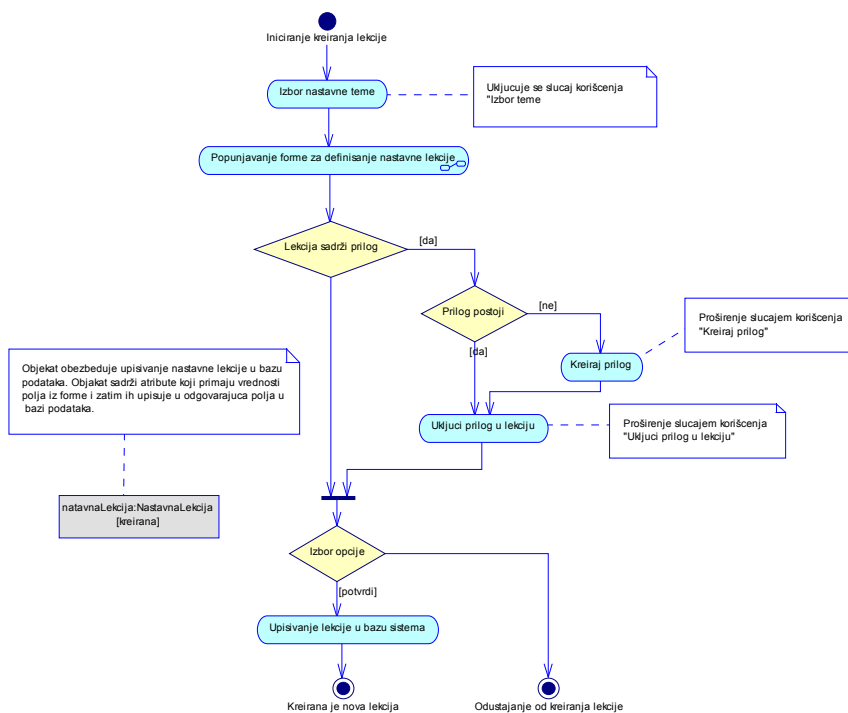 Iniciranje kreiranja lekcije
Izbor nastavne teme
Ukljucuje se slucaj korišcenja
"Izbor teme
Popunjavanje forme za definisanje nastavne lekcije
Lekcija sadrži prilog
[da]
Prilog postoji
[ne]
[da]
Kreiraj prilog
Proširenje slucajem korišcenja
"Kreiraj prilog"
Objekat obezbeduje upisivanje nastavne lekcije u bazu
podataka. Objakat sadrži atribute koji primaju vrednosti
polja iz forme i zatim ih upisuje u odgovarajuca polja u
bazi podataka.
Ukljuci prilog u lekciju
Proširenje slucajem korišcenja
"Ukljuci prilog u lekciju"
natavnaLekcija:NastavnaLekcija
[kreirana]
Izbor opcije
[potvrdi]
Upisivanje lekcije u bazu sistema
Kreirana je nova lekcija
Odustajanje od kreiranja lekcije